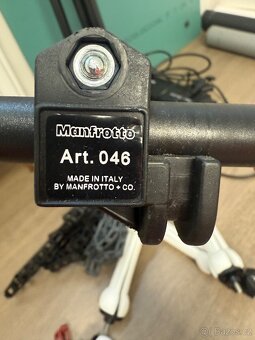 Manfrotto
Art. 046
MADE IN ITALY
BY MANFROTTO + CO.